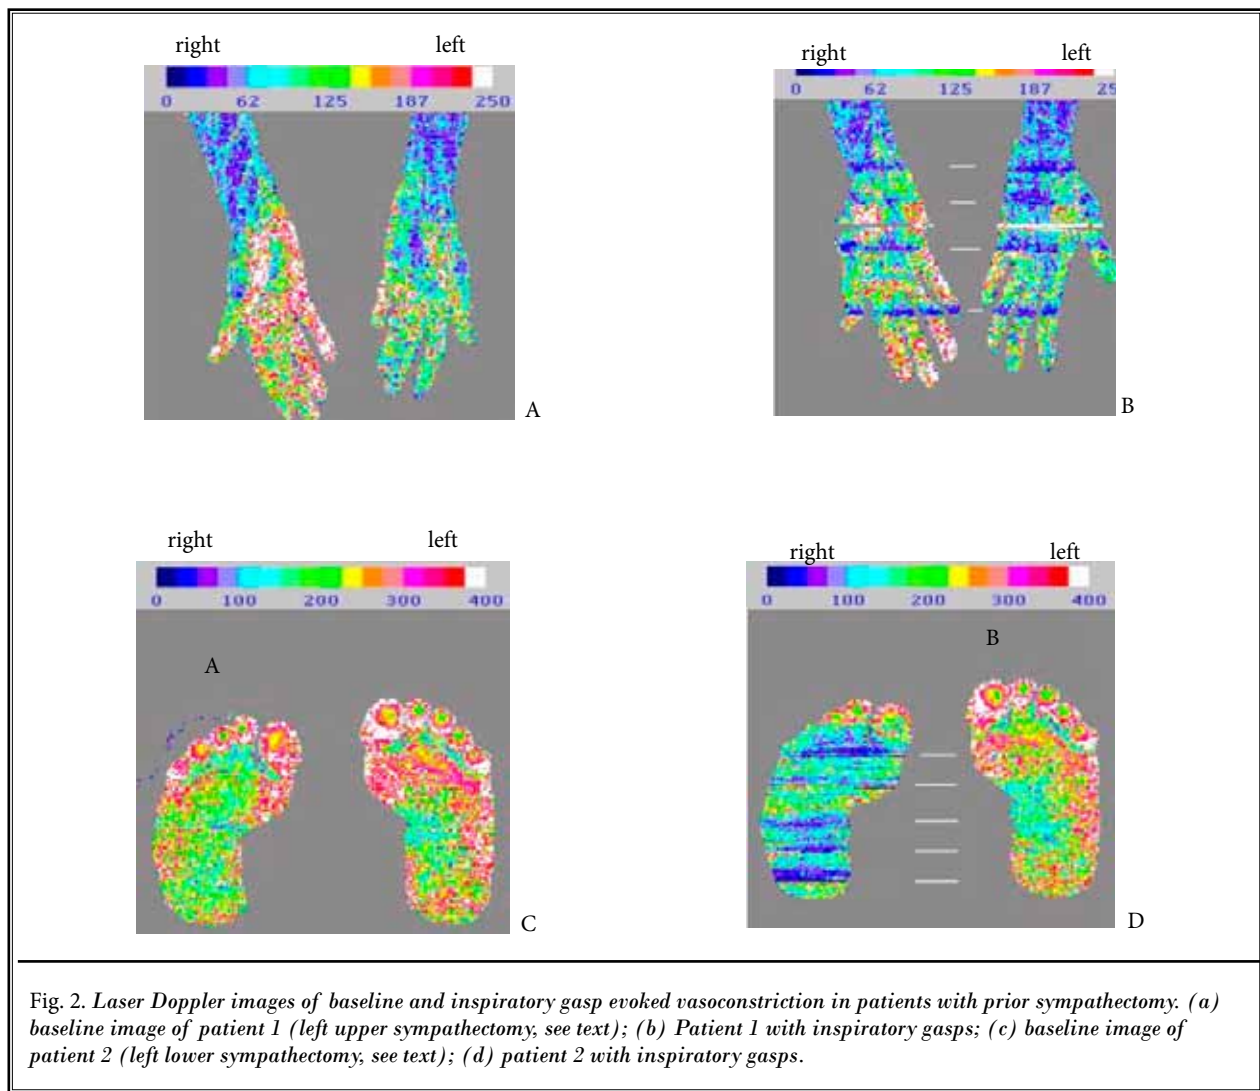 right left
0 62 125 187 250
A
right left
0 62 125 187 25
B
right left
0 100 200 300 400
A
C
right left
0 100 200 300 400
B
D
Fig. 2. Laser Doppler images of baseline and inspiratory gasp evoked vasoconstriction in patients with prior sympathectomy. (a)
baseline image of patient 1 (left upper sympathectomy, see text); (b) Patient 1 with inspiratory gasps; (c) baseline image of
patient 2 (left lower sympathectomy, see text); (d) patient 2 with inspiratory gasps.